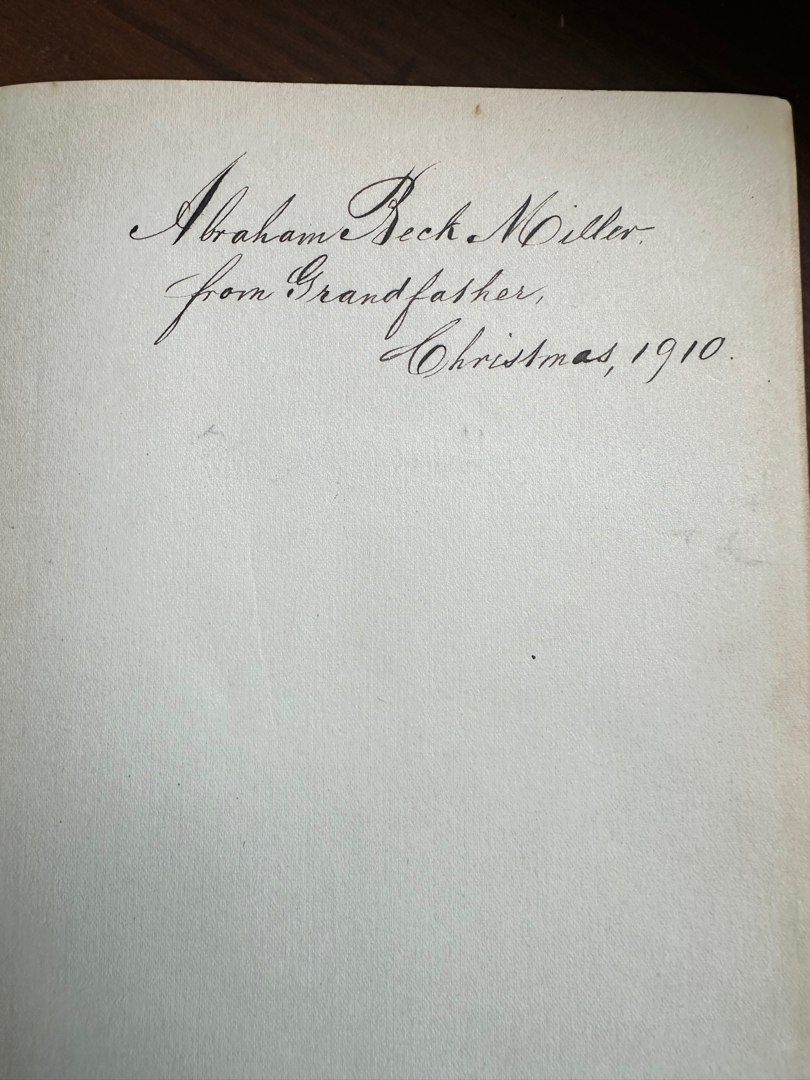 Abraham Beck Miller.
from Grandfather,
Christmas, 1910.